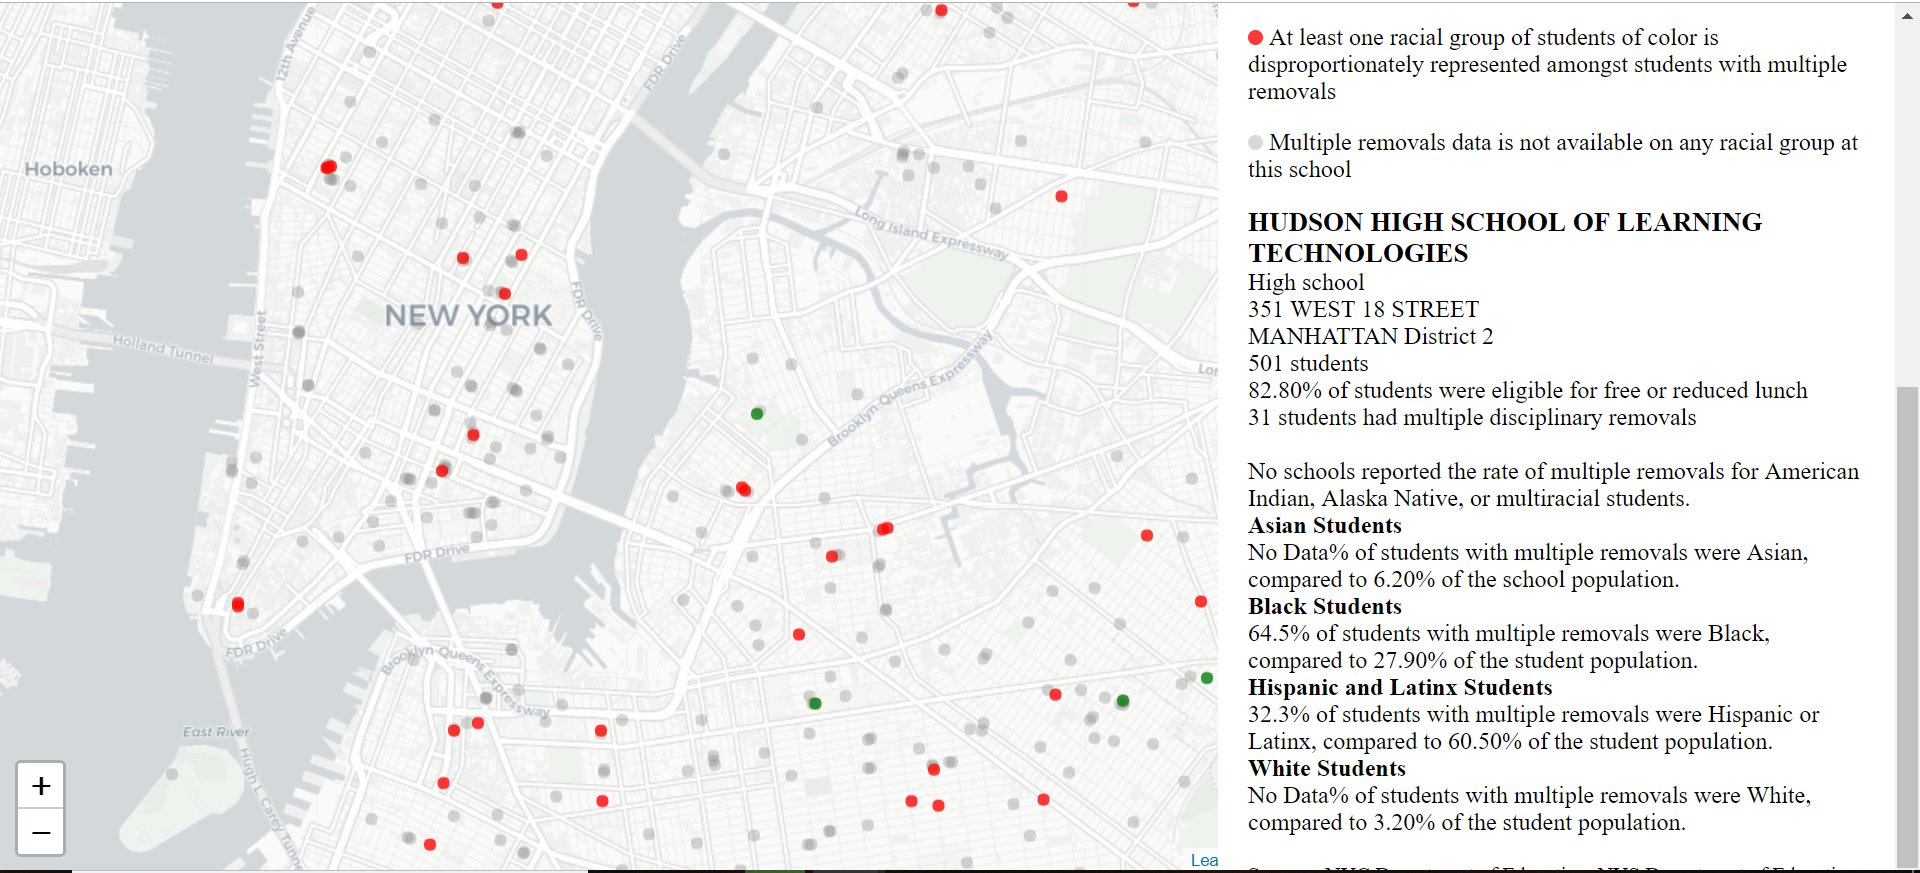 12th Avenue
FDR Drive
Hoboken
Long Island Expressway
NEW YORK
FDR Drive
Holland Tunnel
West Street
Brooklyn-Queens Expressway
FDR Drive
FDR Drive
Brooklyn-Queens Expressway
East River
Hugh L. Carey Tunn
+
−
Lea
At least one racial group of students of color is
disproportionately represented amongst students with multiple
removals
Multiple removals data is not available on any racial group at
this school
HUDSON HIGH SCHOOL OF LEARNING
TECHNOLOGIES
High school
351 WEST 18 STREET
MANHATTAN District 2
501 students
82.80% of students were eligible for free or reduced lunch
31 students had multiple disciplinary removals
No schools reported the rate of multiple removals for American
Indian, Alaska Native, or multiracial students.
Asian Students
No Data% of students with multiple removals were Asian,
compared to 6.20% of the school population.
Black Students
64.5% of students with multiple removals were Black,
compared to 27.90% of the student population.
Hispanic and Latinx Students
32.3% of students with multiple removals were Hispanic or
Latinx, compared to 60.50% of the student population.
White Students
No Data% of students with multiple removals were White,
compared to 3.20% of the student population.